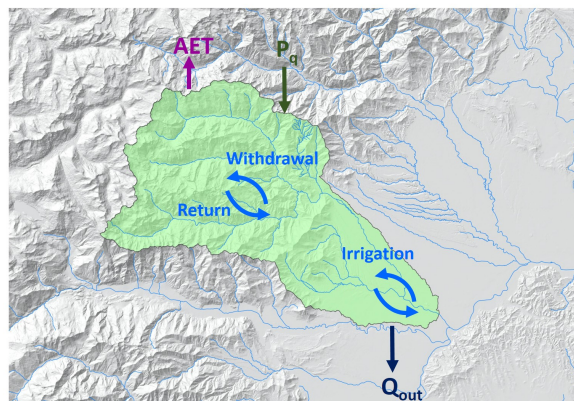 AET
Pq
Withdrawal
Return
Irrigation
Qout